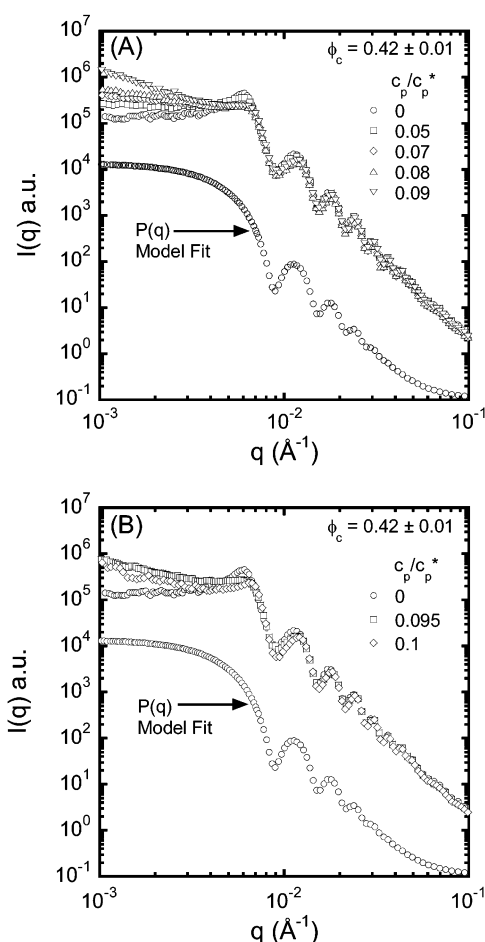 (A)
ϕc = 0.42 ± 0.01
cp/cp*
0
0.05
0.07
0.08
0.09
P(q)
Model Fit
I(q) a.u.
10^7
10^6
10^5
10^4
10^3
10^2
10^1
10^0
10^-1
10^-3
10^-2
10^-1
q (Å^-1)
(B)
ϕc = 0.42 ± 0.01
cp/cp*
0
0.095
0.1
P(q)
Model Fit
I(q) a.u.
10^7
10^6
10^5
10^4
10^3
10^2
10^1
10^0
10^-1
10^-3
10^-2
10^-1
q (Å^-1)